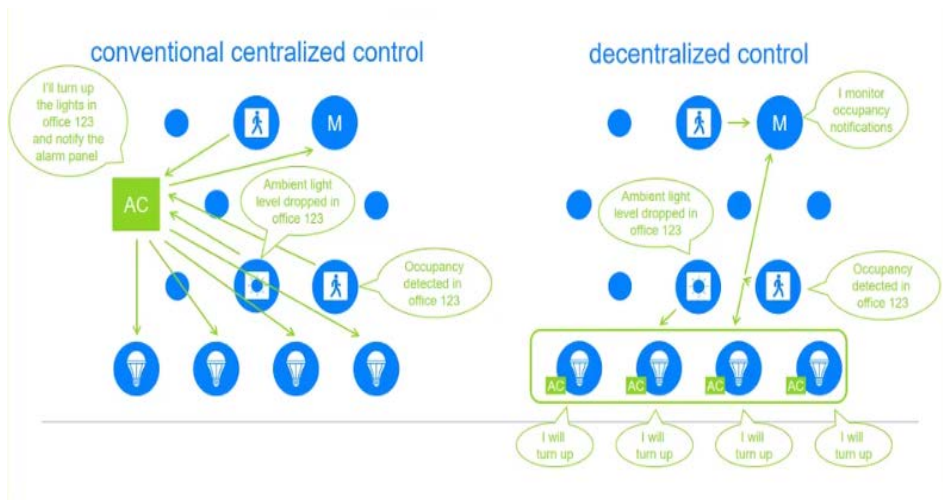 conventional centralized control
I'll turn up
the lights in
office 123
and notify the
alarm panel
M
AC
Ambient light
level dropped in
office 123
Occupancy
detected in
office 123
decentralized control
I monitor
occupancy
notifications
M
Ambient light
level dropped in
office 123
Occupancy
detected in
office 123
AC
AC
AC
AC
I will
turn up
I will
turn up
I will
turn up
I will
turn up